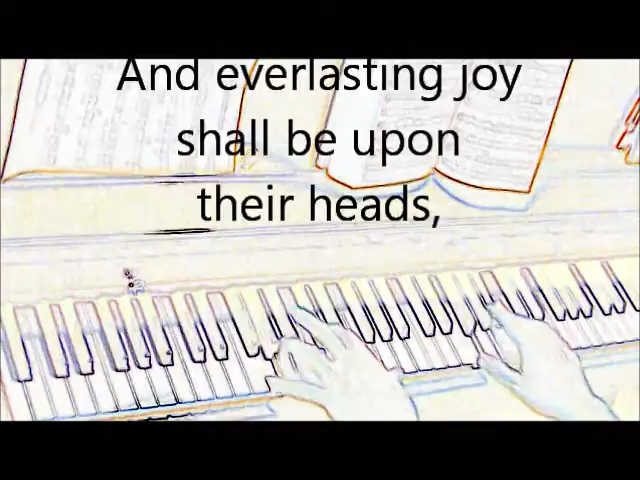 And everlasting joy
shall be upon
their heads,